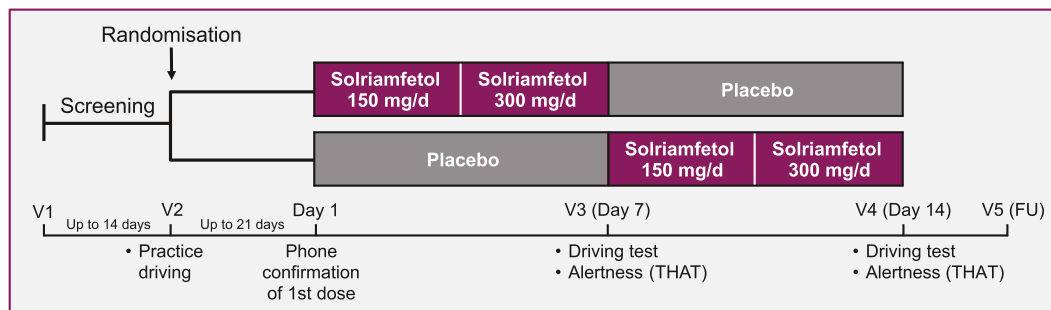 Randomisation
Screening
Solriamfetol
150 mg/d
Solriamfetol
300 mg/d
Placebo
Placebo
Solriamfetol
150 mg/d
Solriamfetol
300 mg/d
V1
Up to 14 days
V2
Up to 21 days
Day 1
V3 (Day 7)
V4 (Day 14)
V5 (FU)
• Practice
driving
Phone
confirmation
of 1st dose
• Driving test
• Alertness (THAT)
• Driving test
• Alertness (THAT)